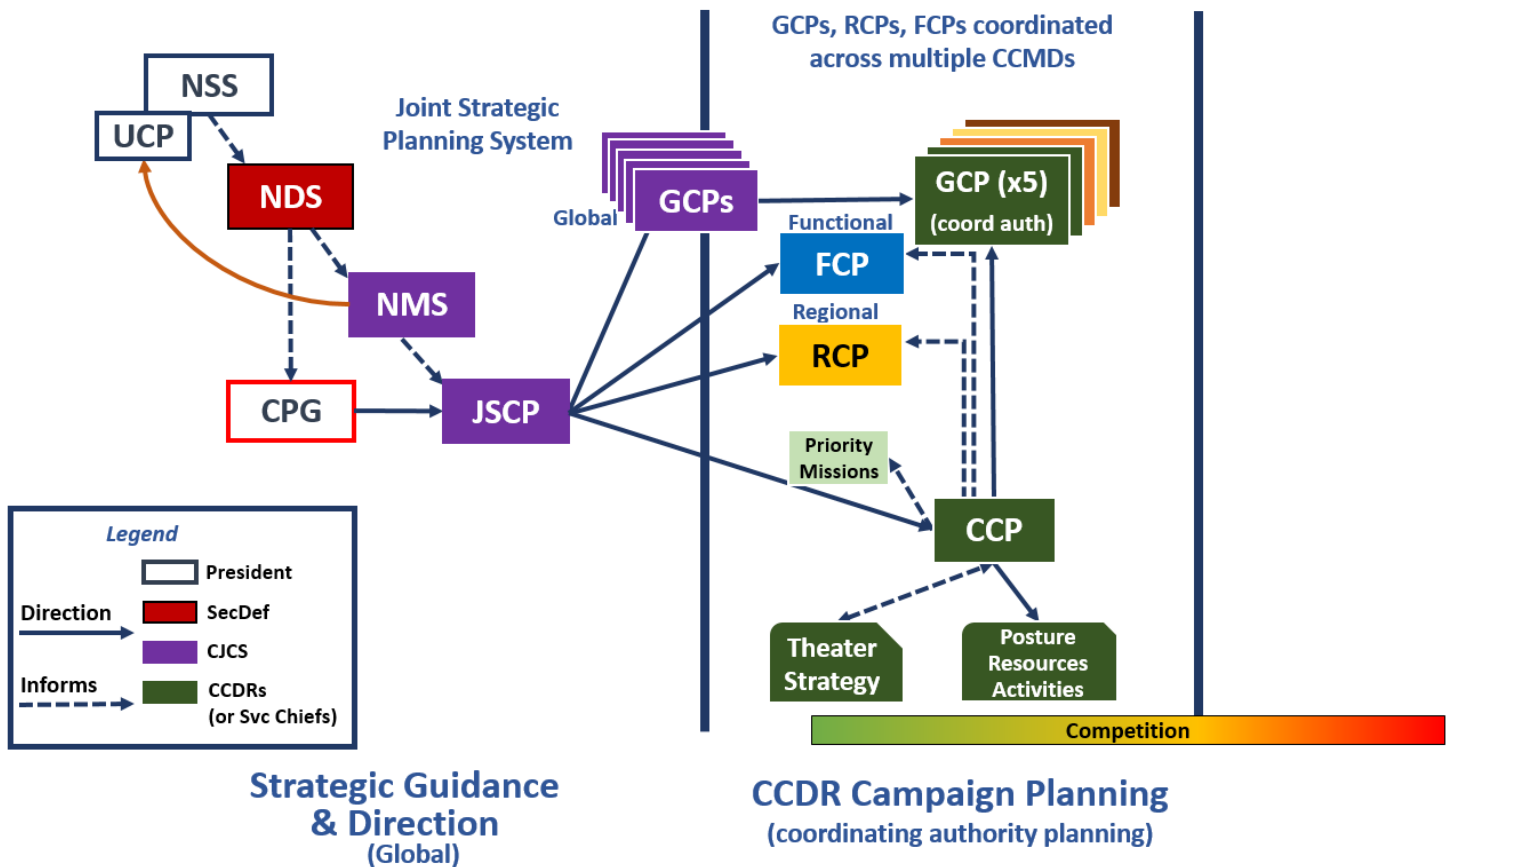 GCPs, RCPs, FCPs coordinated
across multiple CCMDs
NSS
UCP
Joint Strategic
Planning System
NDS
GCPs
Global
GCP (x5)
(coord auth)
Functional
FCP
NMS
Regional
RCP
CPG
JSCP
Priority
Missions
CCP
Legend
President
Direction
SecDef
CJCS
Informs
CCDRs
(or Svc Chiefs)
Theater
Strategy
Posture
Resources
Activities
Competition
Strategic Guidance
& Direction
(Global)
CCDR Campaign Planning
(coordinating authority planning)